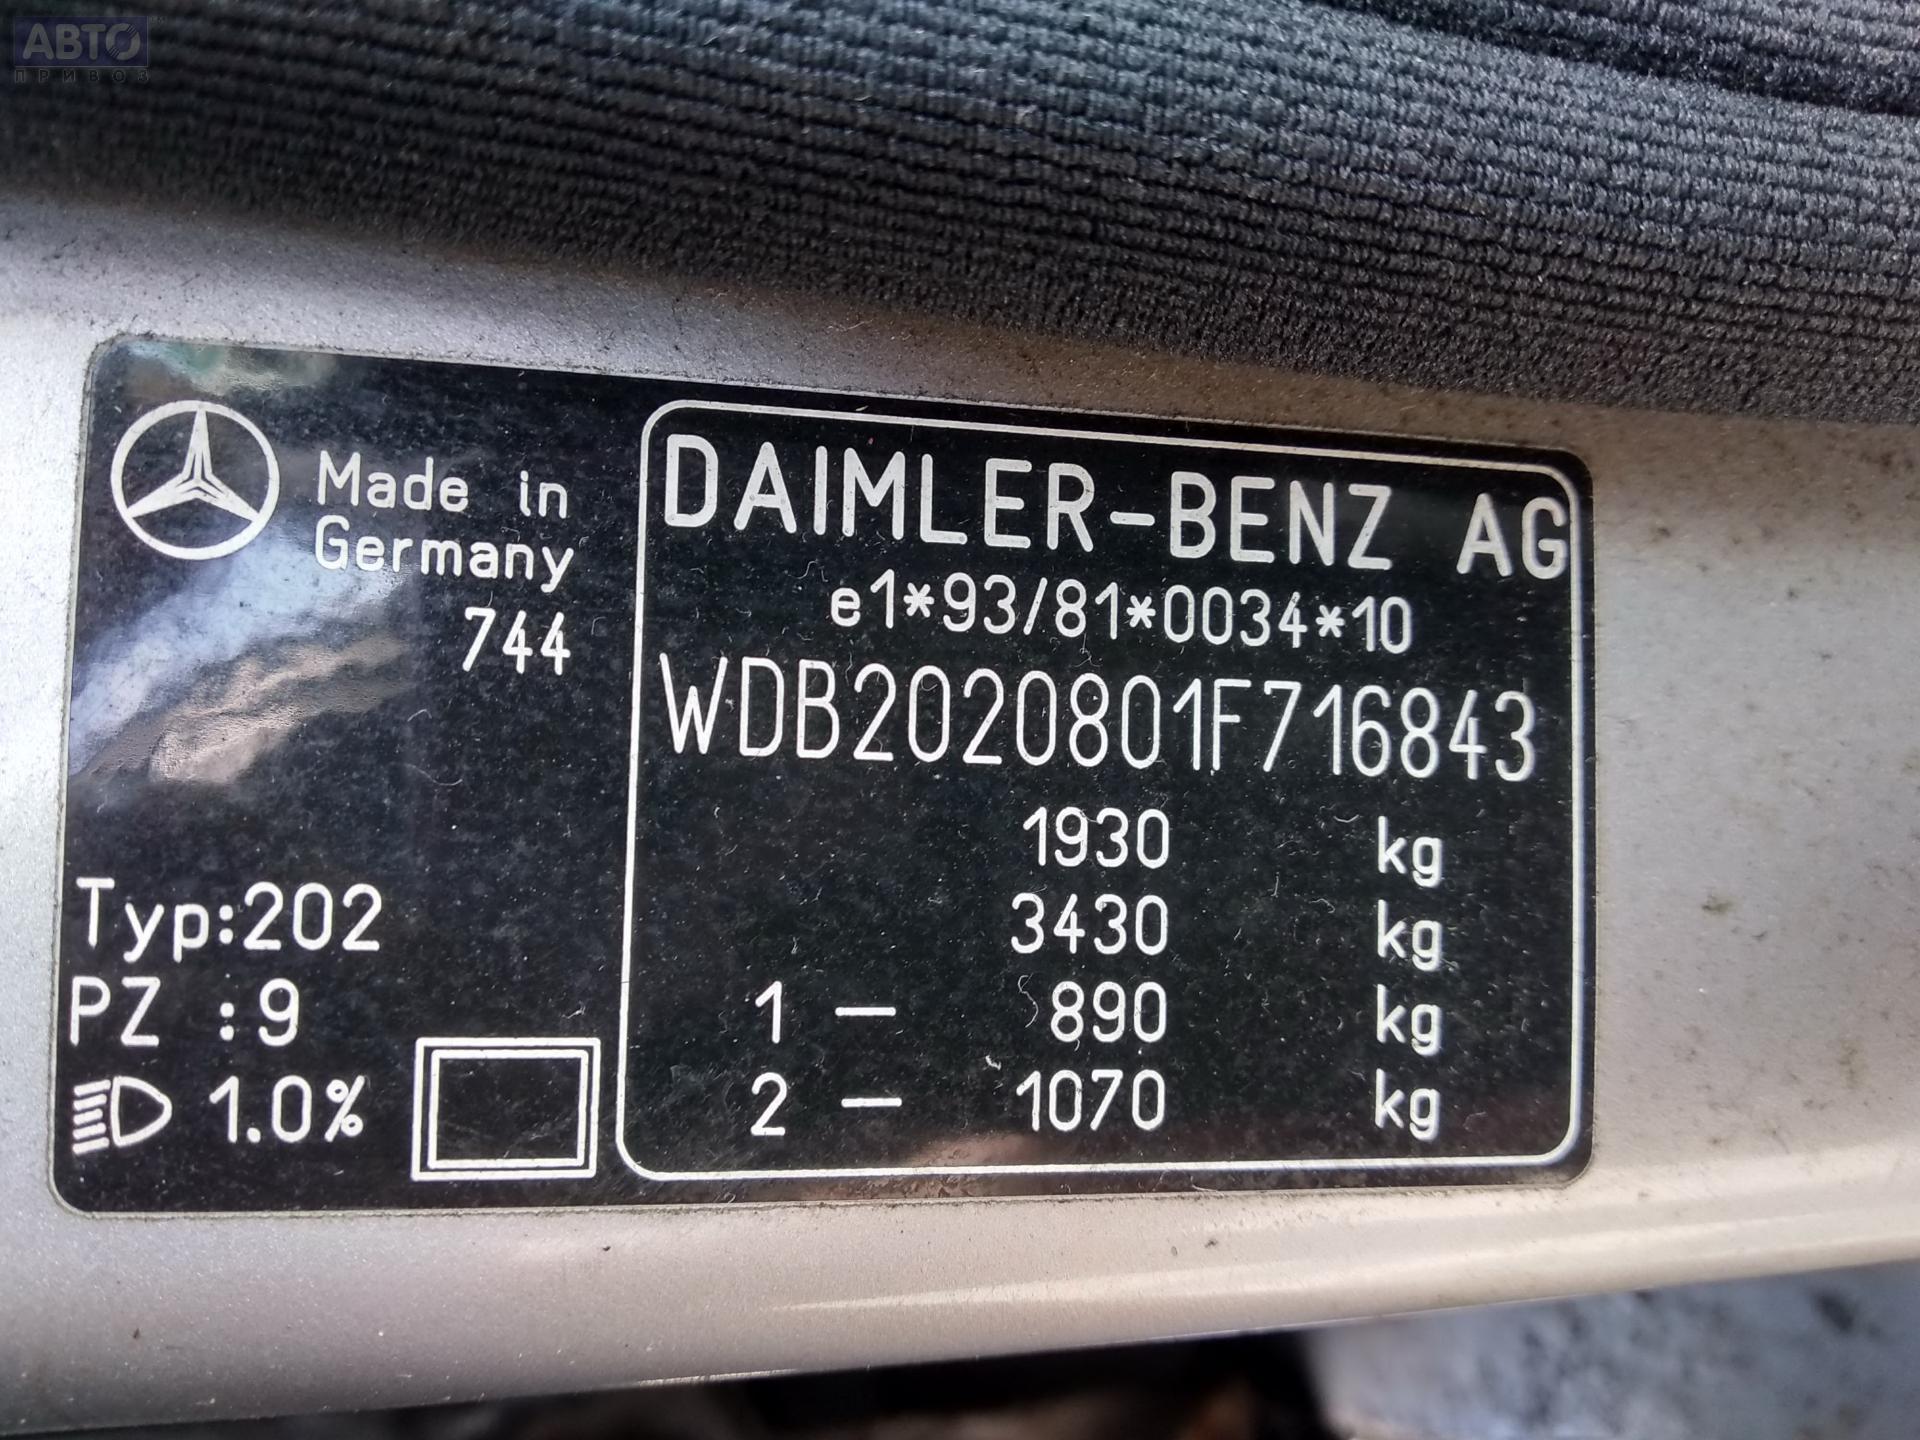 АВТО
ПРИВОЗ
Made in
Germany
744
Typ:202
PZ :9
1.0%
DAIMLER-BENZ AG
e1*93/81*0034*10
WDB2020801F716843
1930 kg
3430 kg
1 – 890 kg
2 – 1070 kg